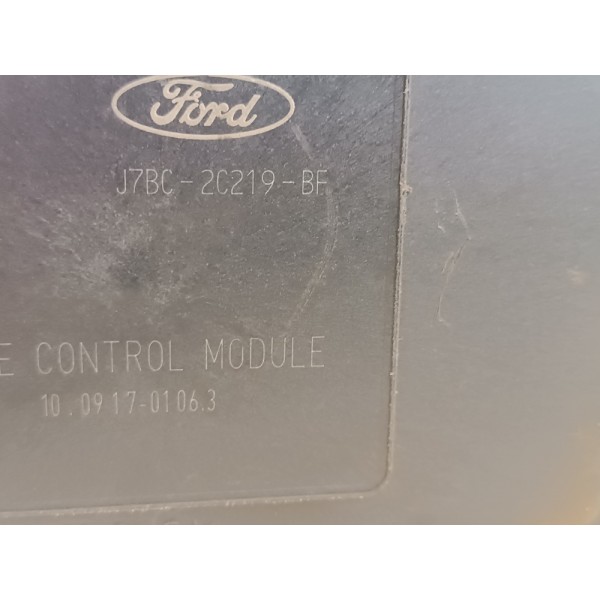 Ford
J7BC-2C219-BF
E CONTROL MODULE
10.0917-0106.3